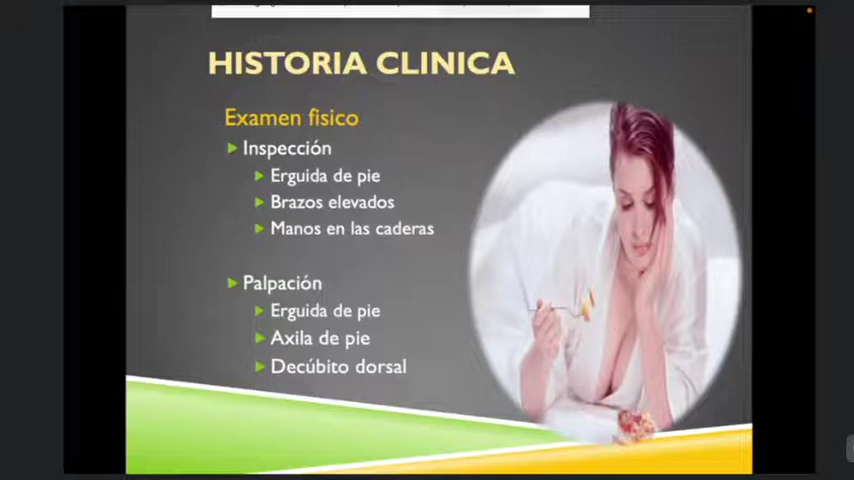 HISTORIA CLINICA
Examen fisico
Inspección
Erguida de pie
Brazos elevados
Manos en las caderas
Palpación
Erguida de pie
Axila de pie
Decúbito dorsal